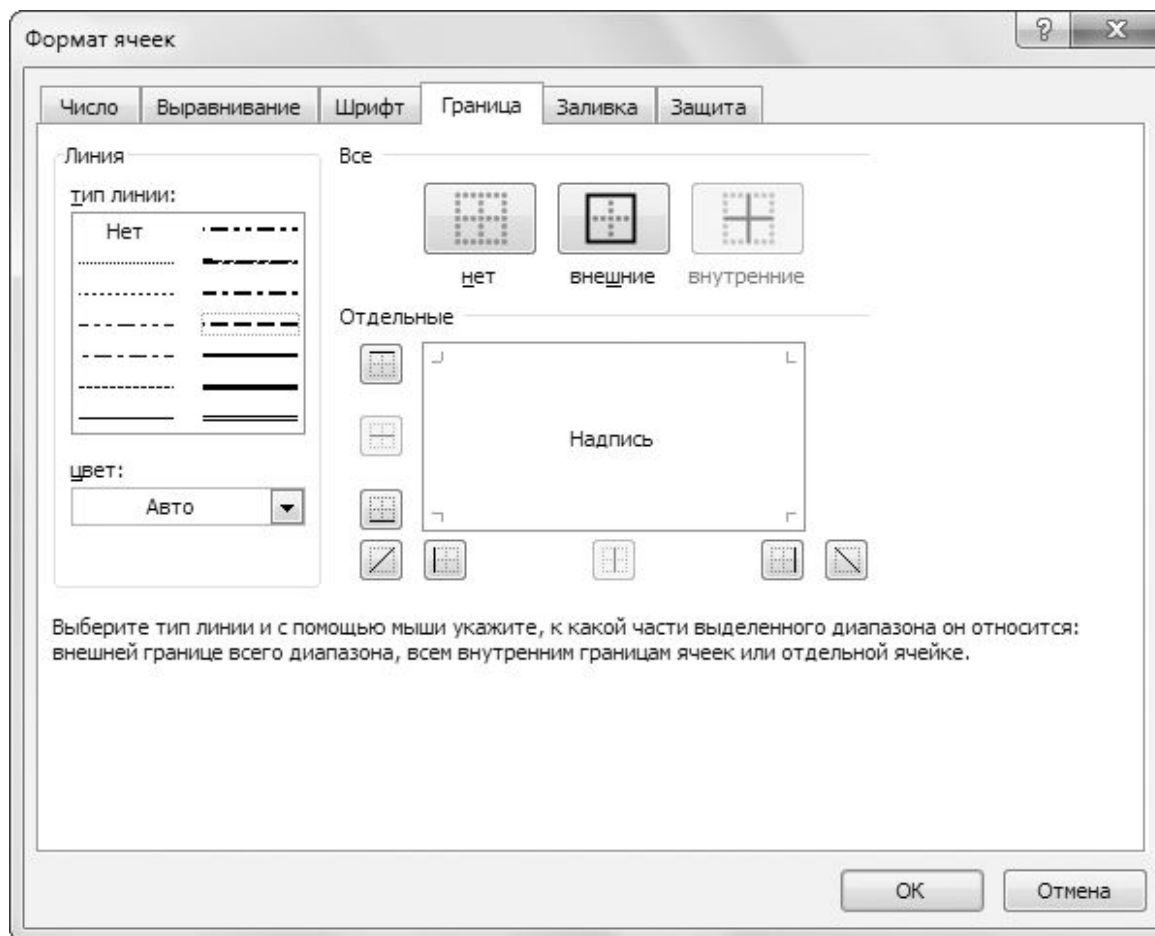 Формат ячеек
Число Выравнивание Шрифт Граница Заливка Защита
Линия
тип линии:
Нет
цвет:
Авто
Все
нет внешние внутренние
Отдельные
Надпись
Выберите тип линии и с помощью мыши укажите, к какой части выделенного диапазона он относится:
внешней границе всего диапазона, всем внутренним границам ячеек или отдельной ячейке.
ОК Отмена